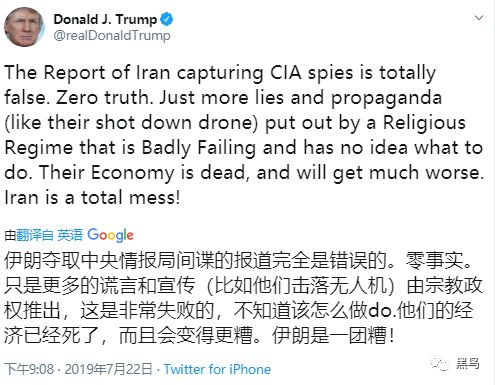 Donald J. Trump
@realDonaldTrump
The Report of Iran capturing CIA spies is totally
false. Zero truth. Just more lies and propaganda
(like their shot down drone) put out by a Religious
Regime that is Badly Failing and has no idea what to
do. Their Economy is dead, and will get much worse.
Iran is a total mess!
由翻译自 英语 Google
伊朗夺取中央情报局间谍的报道完全是错误的。零事实。
只是更多的谎言和宣传（比如他们击落无人机）由宗教政
权推出，这是非常失败的，不知道该怎么做do.他们的经
济已经死了，而且会变得更糟。伊朗是一团糟！
下午9:08 · 2019年7月22日 · Twitter for iPhone
黑鸟